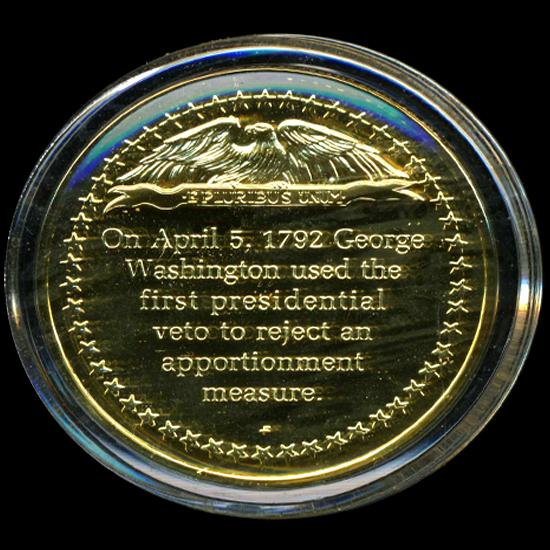 E PLURIBUS UNUM
On April 5, 1792 George
Washington used the
first presidential
veto to reject an
apportionment
measure.